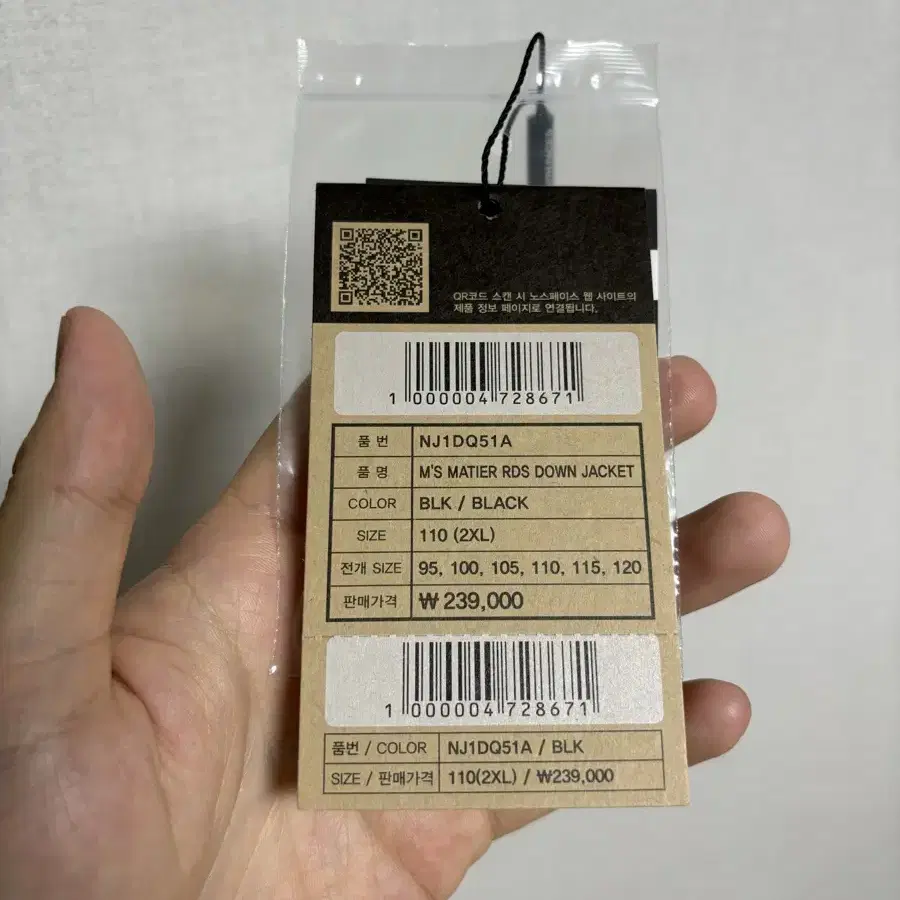 QR코드 스캔 시 노스페이스 웹 사이트의
제품 정보 페이지로 연결됩니다.
1 000004 728671
품 번 NJ1DQ51A
품 명 M'S MATIER RDS DOWN JACKET
COLOR BLK / BLACK
SIZE 110 (2XL)
전개 SIZE 95, 100, 105, 110, 115, 120
판매가격 ₩ 239,000
1 000004 728671
품번 / COLOR NJ1DQ51A / BLK
SIZE / 판매가격 110(2XL) / ₩239,000